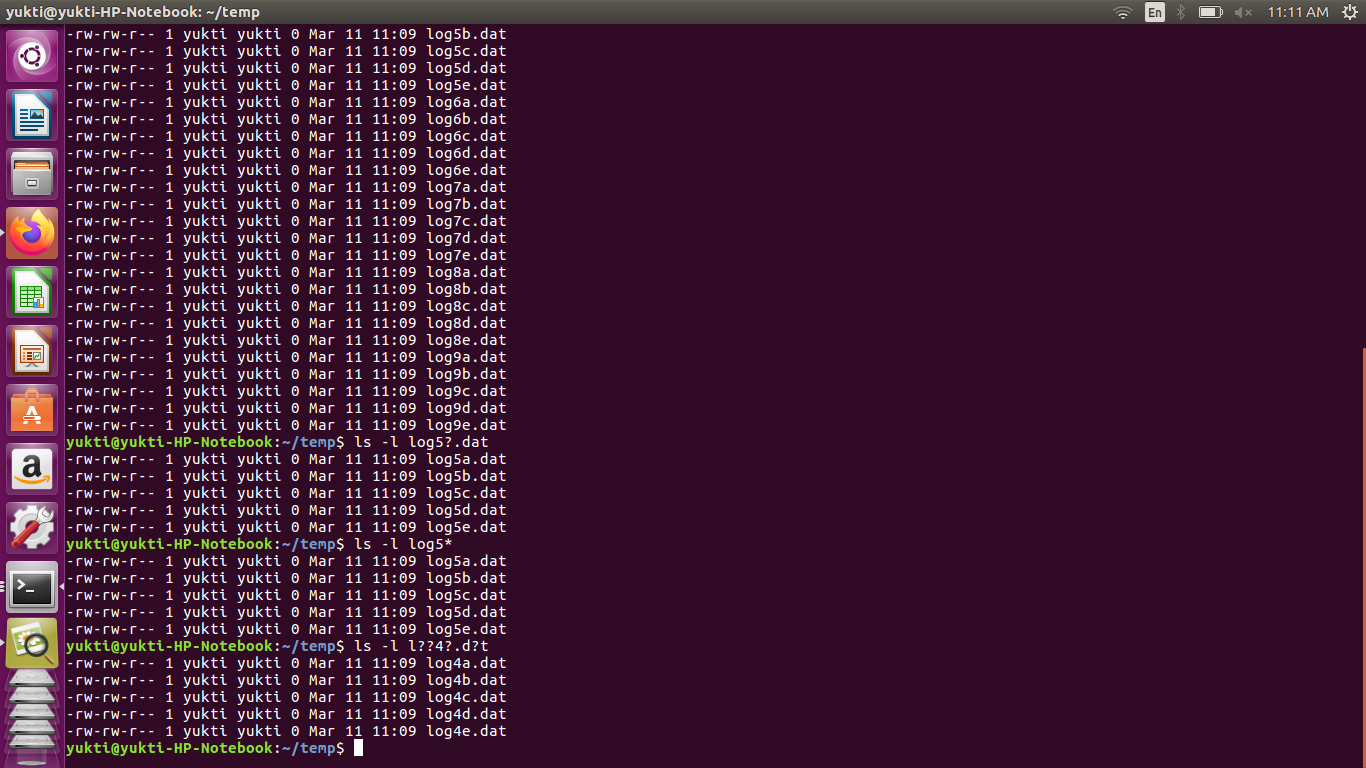 yukti@yukti-HP-Notebook: ~/temp
En
11:11 AM
-rw-rw-r-- 1 yukti yukti 0 Mar 11 11:09 log5b.dat
-rw-rw-r-- 1 yukti yukti 0 Mar 11 11:09 log5c.dat
-rw-rw-r-- 1 yukti yukti 0 Mar 11 11:09 log5d.dat
-rw-rw-r-- 1 yukti yukti 0 Mar 11 11:09 log5e.dat
-rw-rw-r-- 1 yukti yukti 0 Mar 11 11:09 log6a.dat
-rw-rw-r-- 1 yukti yukti 0 Mar 11 11:09 log6b.dat
-rw-rw-r-- 1 yukti yukti 0 Mar 11 11:09 log6c.dat
-rw-rw-r-- 1 yukti yukti 0 Mar 11 11:09 log6d.dat
-rw-rw-r-- 1 yukti yukti 0 Mar 11 11:09 log6e.dat
-rw-rw-r-- 1 yukti yukti 0 Mar 11 11:09 log7a.dat
-rw-rw-r-- 1 yukti yukti 0 Mar 11 11:09 log7b.dat
-rw-rw-r-- 1 yukti yukti 0 Mar 11 11:09 log7c.dat
-rw-rw-r-- 1 yukti yukti 0 Mar 11 11:09 log7d.dat
-rw-rw-r-- 1 yukti yukti 0 Mar 11 11:09 log7e.dat
-rw-rw-r-- 1 yukti yukti 0 Mar 11 11:09 log8a.dat
-rw-rw-r-- 1 yukti yukti 0 Mar 11 11:09 log8b.dat
-rw-rw-r-- 1 yukti yukti 0 Mar 11 11:09 log8c.dat
-rw-rw-r-- 1 yukti yukti 0 Mar 11 11:09 log8d.dat
-rw-rw-r-- 1 yukti yukti 0 Mar 11 11:09 log8e.dat
-rw-rw-r-- 1 yukti yukti 0 Mar 11 11:09 log9a.dat
-rw-rw-r-- 1 yukti yukti 0 Mar 11 11:09 log9b.dat
-rw-rw-r-- 1 yukti yukti 0 Mar 11 11:09 log9c.dat
-rw-rw-r-- 1 yukti yukti 0 Mar 11 11:09 log9d.dat
-rw-rw-r-- 1 yukti yukti 0 Mar 11 11:09 log9e.dat
yukti@yukti-HP-Notebook:~/temp$ ls -l log5?.dat
-rw-rw-r-- 1 yukti yukti 0 Mar 11 11:09 log5a.dat
-rw-rw-r-- 1 yukti yukti 0 Mar 11 11:09 log5b.dat
-rw-rw-r-- 1 yukti yukti 0 Mar 11 11:09 log5c.dat
-rw-rw-r-- 1 yukti yukti 0 Mar 11 11:09 log5d.dat
-rw-rw-r-- 1 yukti yukti 0 Mar 11 11:09 log5e.dat
yukti@yukti-HP-Notebook:~/temp$ ls -l log5*
-rw-rw-r-- 1 yukti yukti 0 Mar 11 11:09 log5a.dat
-rw-rw-r-- 1 yukti yukti 0 Mar 11 11:09 log5b.dat
-rw-rw-r-- 1 yukti yukti 0 Mar 11 11:09 log5c.dat
-rw-rw-r-- 1 yukti yukti 0 Mar 11 11:09 log5d.dat
-rw-rw-r-- 1 yukti yukti 0 Mar 11 11:09 log5e.dat
yukti@yukti-HP-Notebook:~/temp$ ls -l l??4?.d?t
-rw-rw-r-- 1 yukti yukti 0 Mar 11 11:09 log4a.dat
-rw-rw-r-- 1 yukti yukti 0 Mar 11 11:09 log4b.dat
-rw-rw-r-- 1 yukti yukti 0 Mar 11 11:09 log4c.dat
-rw-rw-r-- 1 yukti yukti 0 Mar 11 11:09 log4d.dat
-rw-rw-r-- 1 yukti yukti 0 Mar 11 11:09 log4e.dat
yukti@yukti-HP-Notebook:~/temp$